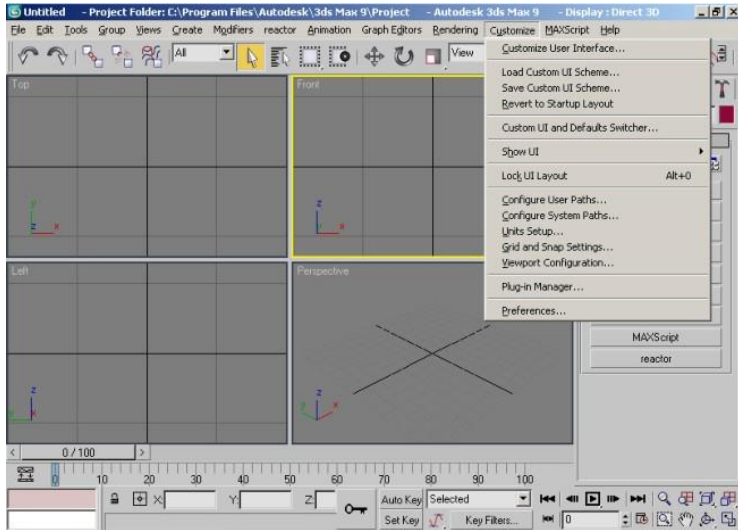 Untitled - Project Folder: C:\Program Files\Autodesk\3ds Max 9\Project - Autodesk 3ds Max 9 - Display : Direct 3D
File Edit Tools Group Views Create Modifiers reactor Animation Graph Editors Rendering Customize MAXScript Help
All View
Customize User Interface...
Load Custom UI Scheme...
Save Custom UI Scheme...
Revert to Startup Layout
Custom UI and Defaults Switcher...
Show UI
Lock UI Layout Alt+0
Configure User Paths...
Configure System Paths...
Units Setup...
Grid and Snap Settings...
Viewport Configuration...
Plug-in Manager...
Preferences...
Top Front
y
z x
z
x
Left Perspective
MAXScript
reactor
z
y
z
x
0 / 100
0 10 20 30 40 50 60 70 80 90 100
X: Y: Z: Auto Key Selected
Set Key Key Filters... 0